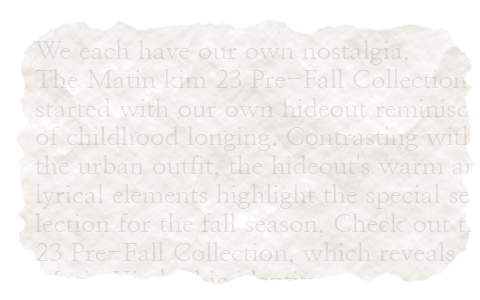 We each have our own nostalgia.
The Matin kim 23 Pre-Fall Collection
started with our own hideout reminisc
of childhood longing. Contrasting with
the urban outfit, the hideout's warm a
lyrical elements highlight the special se
lection for the fall season. Check out t
23 Pre-Fall Collection, which reveals